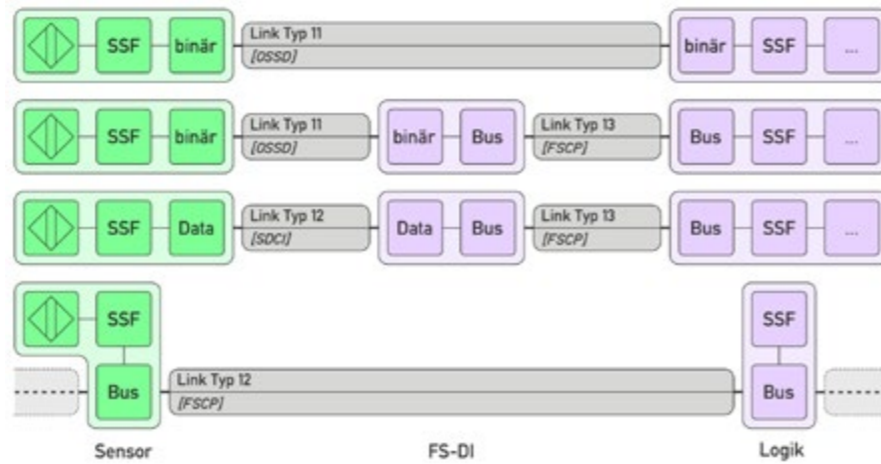 SSF binär Link Typ 11 binär SSF ...
[OSSD]
SSF binär Link Typ 11 binär Bus Link Typ 13 Bus SSF ...
[OSSD] [FSCP]
SSF Data Link Typ 12 Data Bus Link Typ 13 Bus SSF ...
[SDCI] [FSCP]
SSF SSF
Link Typ 12
Bus Bus
[FSCP]
Sensor FS-DI Logik